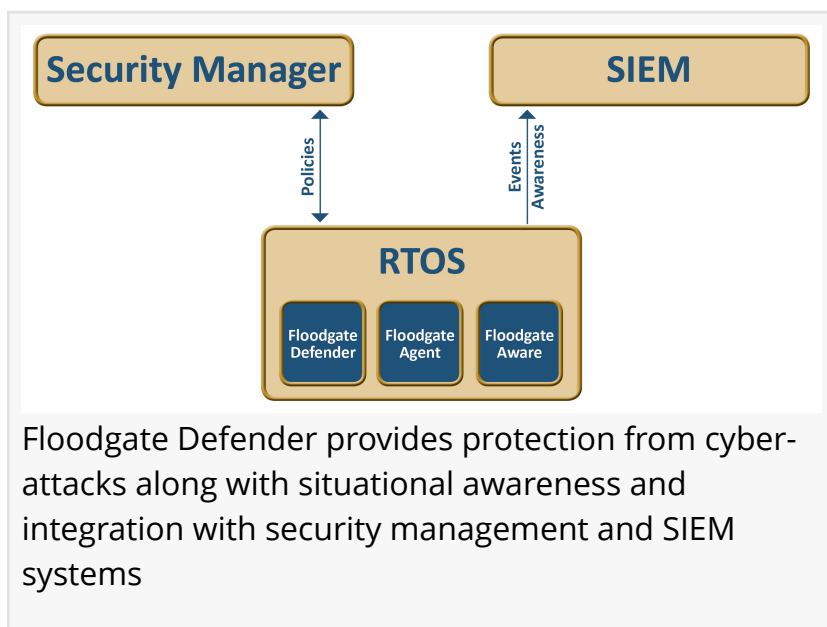 Security Manager
SIEM
Policies
Events
Awareness
RTOS
Floodgate
Defender
Floodgate
Agent
Floodgate
Aware
Floodgate Defender provides protection from cyber-
attacks along with situational awareness and
integration with security management and SIEM
systems